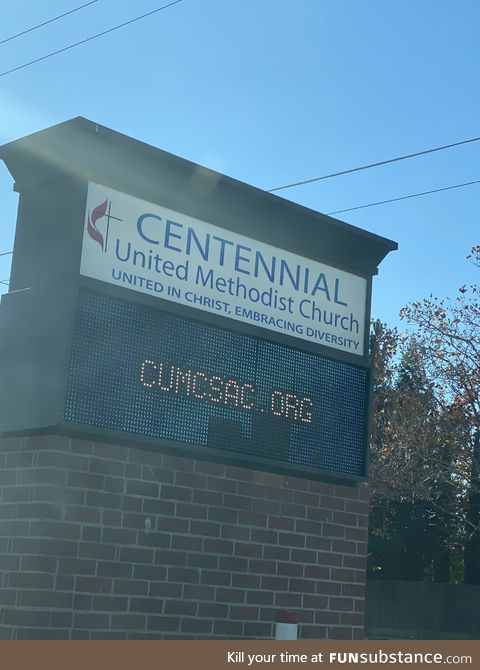 CENTENNIAL
United Methodist Church
UNITED IN CHRIST, EMBRACING DIVERSITY
CUMCSAC.ORG
Kill your time at FUNsubstance.com